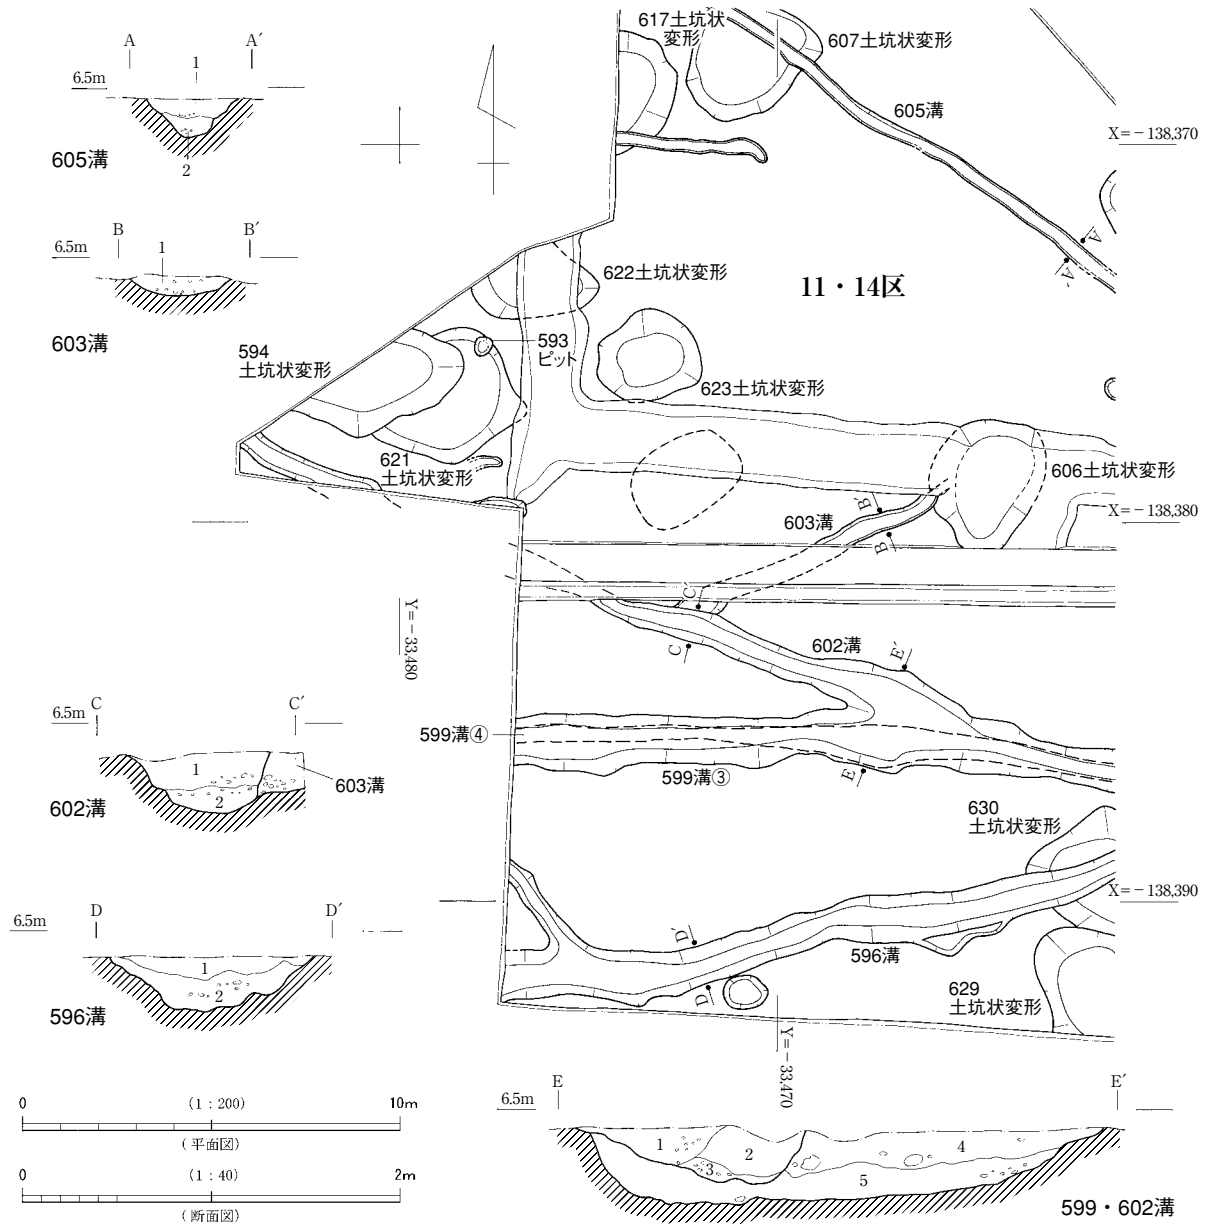 A
A′
1
6.5m
2
605溝
B
B′
6.5m
1
603溝
617土坑状
変形
607土坑状変形
605溝
X=−138,370
A
A′
622土坑状変形
11・14区
594
土坑状変形
593
ピット
623土坑状変形
621
土坑状変形
606土坑状変形
B′
603溝
B
X=−138,380
Y=−33,480
C′
C
602溝
E′
599溝④
599溝③
E
630
土坑状変形
X=−138,390
D′
D
596溝
629
土坑状変形
Y=−33,470
C
C′
6.5m
1
2
603溝
602溝
D
D′
6.5m
1
2
596溝
0
(1:200)
10m
(平面図)
0
(1:40)
2m
(断面図)
E
E′
6.5m
1
2
3
4
5
599・602溝